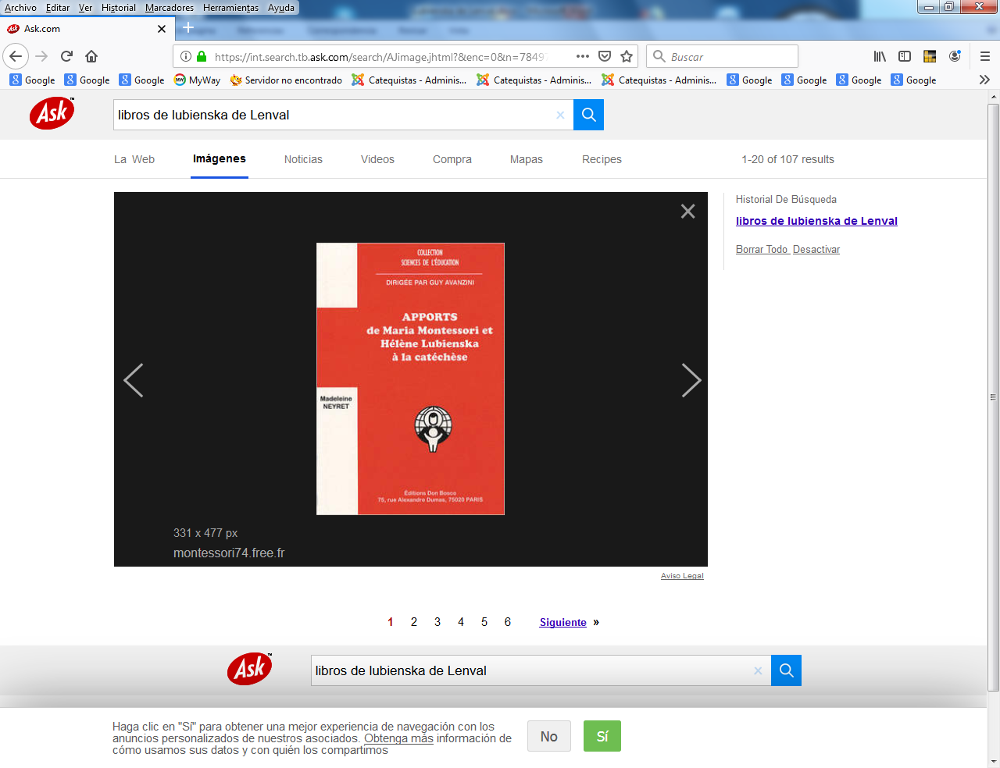 Archivo Editar Ver Historial Marcadores Herramientas Ayuda
Ask Ask.com
https://int.search.tb.ask.com/search/AJimage.jhtml?&enc=0&n=7849 Buscar
Google Google Google MyWay Servidor no encontrado Catequistas - Adminis... Catequistas - Adminis... Catequistas - Adminis... Google Google Google Google
Ask™ libros de lubienska de Lenval
La Web Imágenes Noticias Videos Compra Mapas Recipes 1-20 of 107 results
Historial De Búsqueda
libros de lubienska de Lenval
Borrar Todo Desactivar
COLLECTION
SCIENCES DE L'ÉDUCATION
DIRIGÉE PAR GUY AVANZINI
APPORTS
de Maria Montessori et
Hélène Lubienska
à la catéchèse
Madeleine
NEYRET
Éditions Don Bosco
75, rue Alexandre Dumas, 75020 PARIS
331 x 477 px
montessori74.free.fr
Aviso Legal
1 2 3 4 5 6 Siguiente »
Ask™ libros de lubienska de Lenval
Haga clic en "Sí" para obtener una mejor experiencia de navegación con los
anuncios personalizados de nuestros asociados. Obtenga más información de
cómo usamos sus datos y con quién los compartimos
No Sí